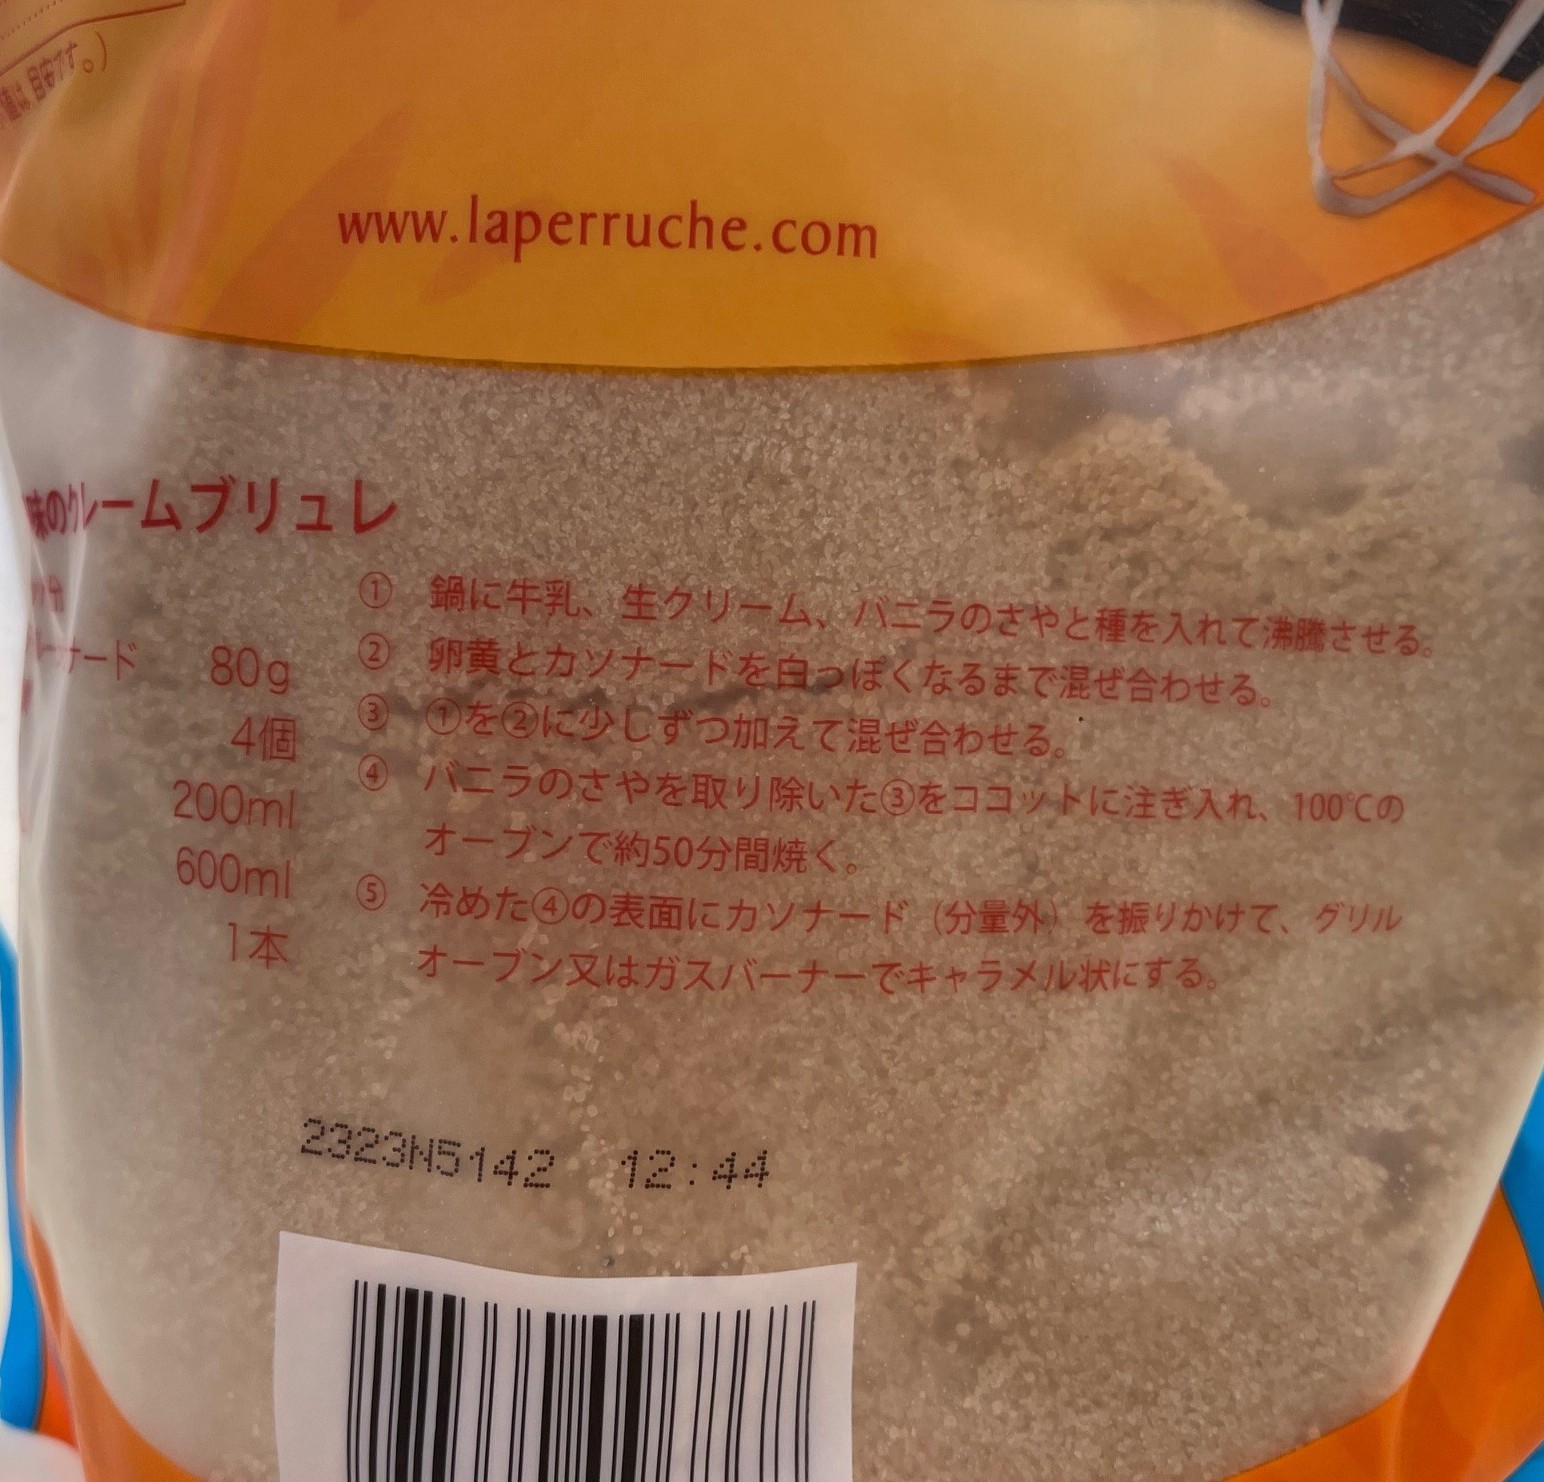 目安です。)
www.laperruche.com
味のクレームブリュレ
分
ナード 80g
4個
200ml
600ml
1本
① 鍋に牛乳、生クリーム、バニラのさやと種を入れて沸騰させる。
② 卵黄とカソナードを白っぽくなるまで混ぜ合わせる。
③ ①を②に少しずつ加えて混ぜ合わせる。
④ バニラのさやを取り除いた③をココットに注ぎ入れ、100℃の
オーブンで約50分間焼く。
⑤ 冷めた④の表面にカソナード（分量外）を振りかけて、グリル
オーブン又はガスバーナーでキャラメル状にする。
2323N5142 12:44